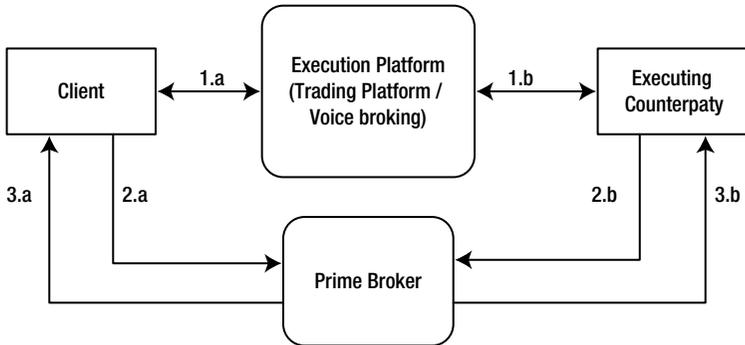 Client
1.a
Execution Platform
(Trading Platform /
Voice broking)
1.b
Executing
Counterpaty
3.a
2.a
2.b
3.b
Prime Broker